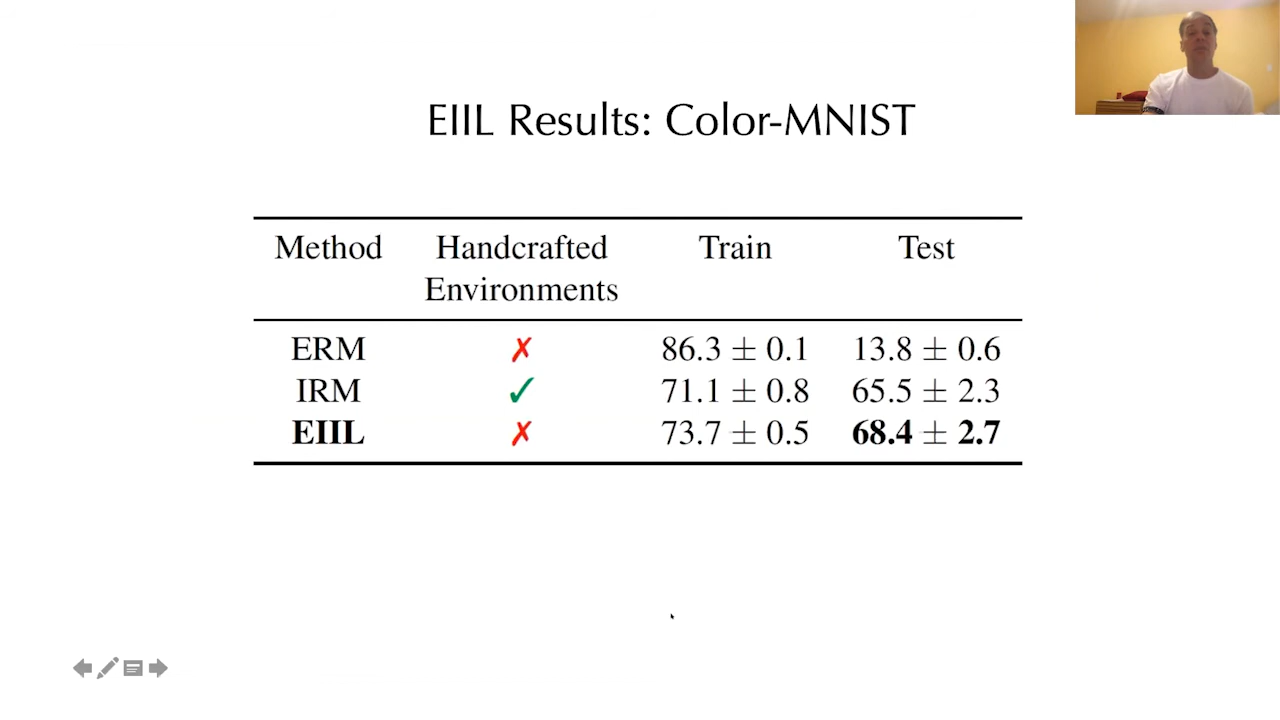 EIIL Results: Color-MNIST
Method Handcrafted Environments Train Test
ERM ✗ 86.3 ± 0.1 13.8 ± 0.6
IRM ✓ 71.1 ± 0.8 65.5 ± 2.3
EIIL ✗ 73.7 ± 0.5 68.4 ± 2.7